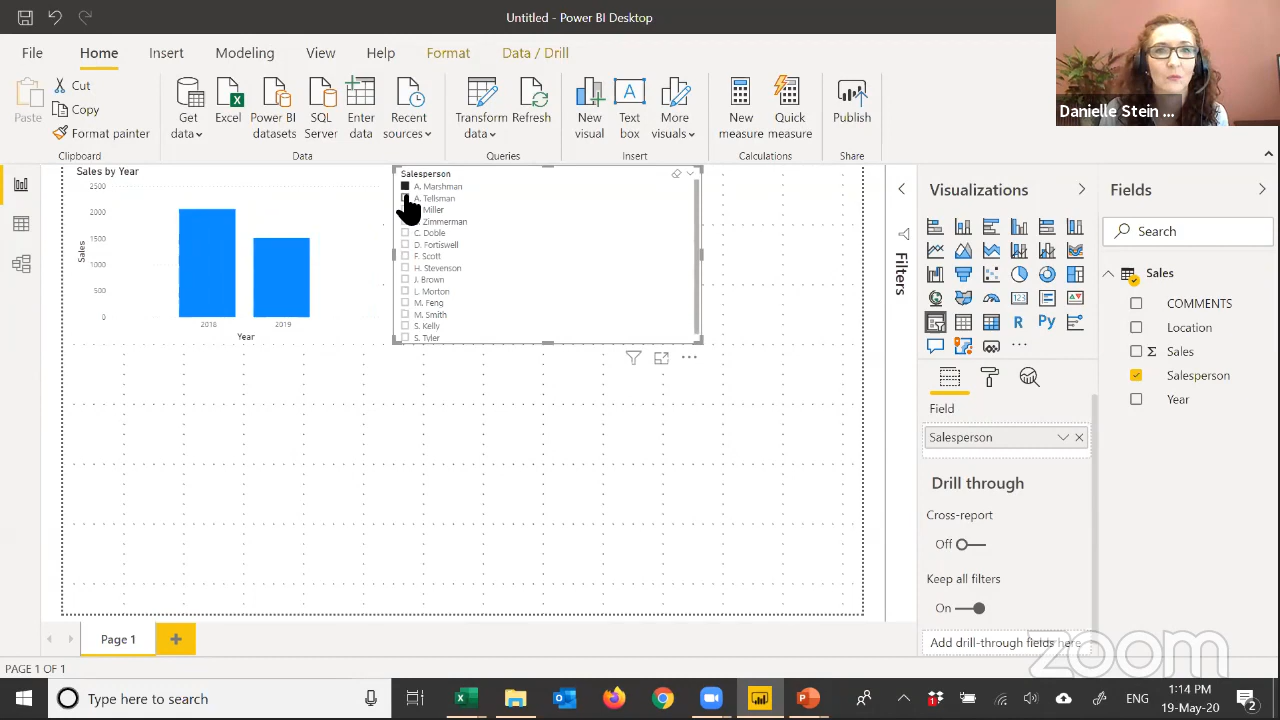 Untitled - Power BI Desktop
File Home Insert Modeling View Help Format Data / Drill
Paste
Cut
Copy
Format painter
Clipboard
Get data
Excel
Power BI datasets
SQL Server
Enter data
Recent sources
Data
Transform data
Refresh
Queries
New visual
Text box
More visuals
Insert
New measure
Quick measure
Calculations
Publish
Share
Danielle Stein ...
Sales by Year
2500
2000
1500
1000
500
0
Sales
2018
2019
Year
Salesperson
A. Marshman
A. Tellsman
Miller
Zimmerman
C. Doble
D. Fortiswell
F. Scott
H. Stevenson
J. Brown
L. Morton
M. Feng
M. Smith
S. Kelly
S. Tyler
Filters
Visualizations
R
Py
123
Field
Salesperson
Drill through
Cross-report
Off
Keep all filters
On
Add drill-through fields here
Fields
Search
Sales
COMMENTS
Location
Σ Sales
Salesperson
Year
Page 1
PAGE 1 OF 1
zoom
Type here to search
ENG
1:14 PM
19-May-20
2